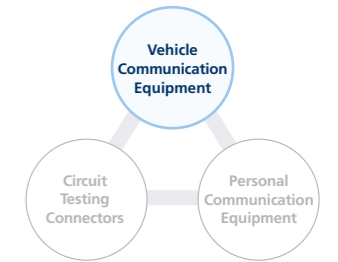 Vehicle
Communication
Equipment
Circuit
Testing
Connectors
Personal
Communication
Equipment